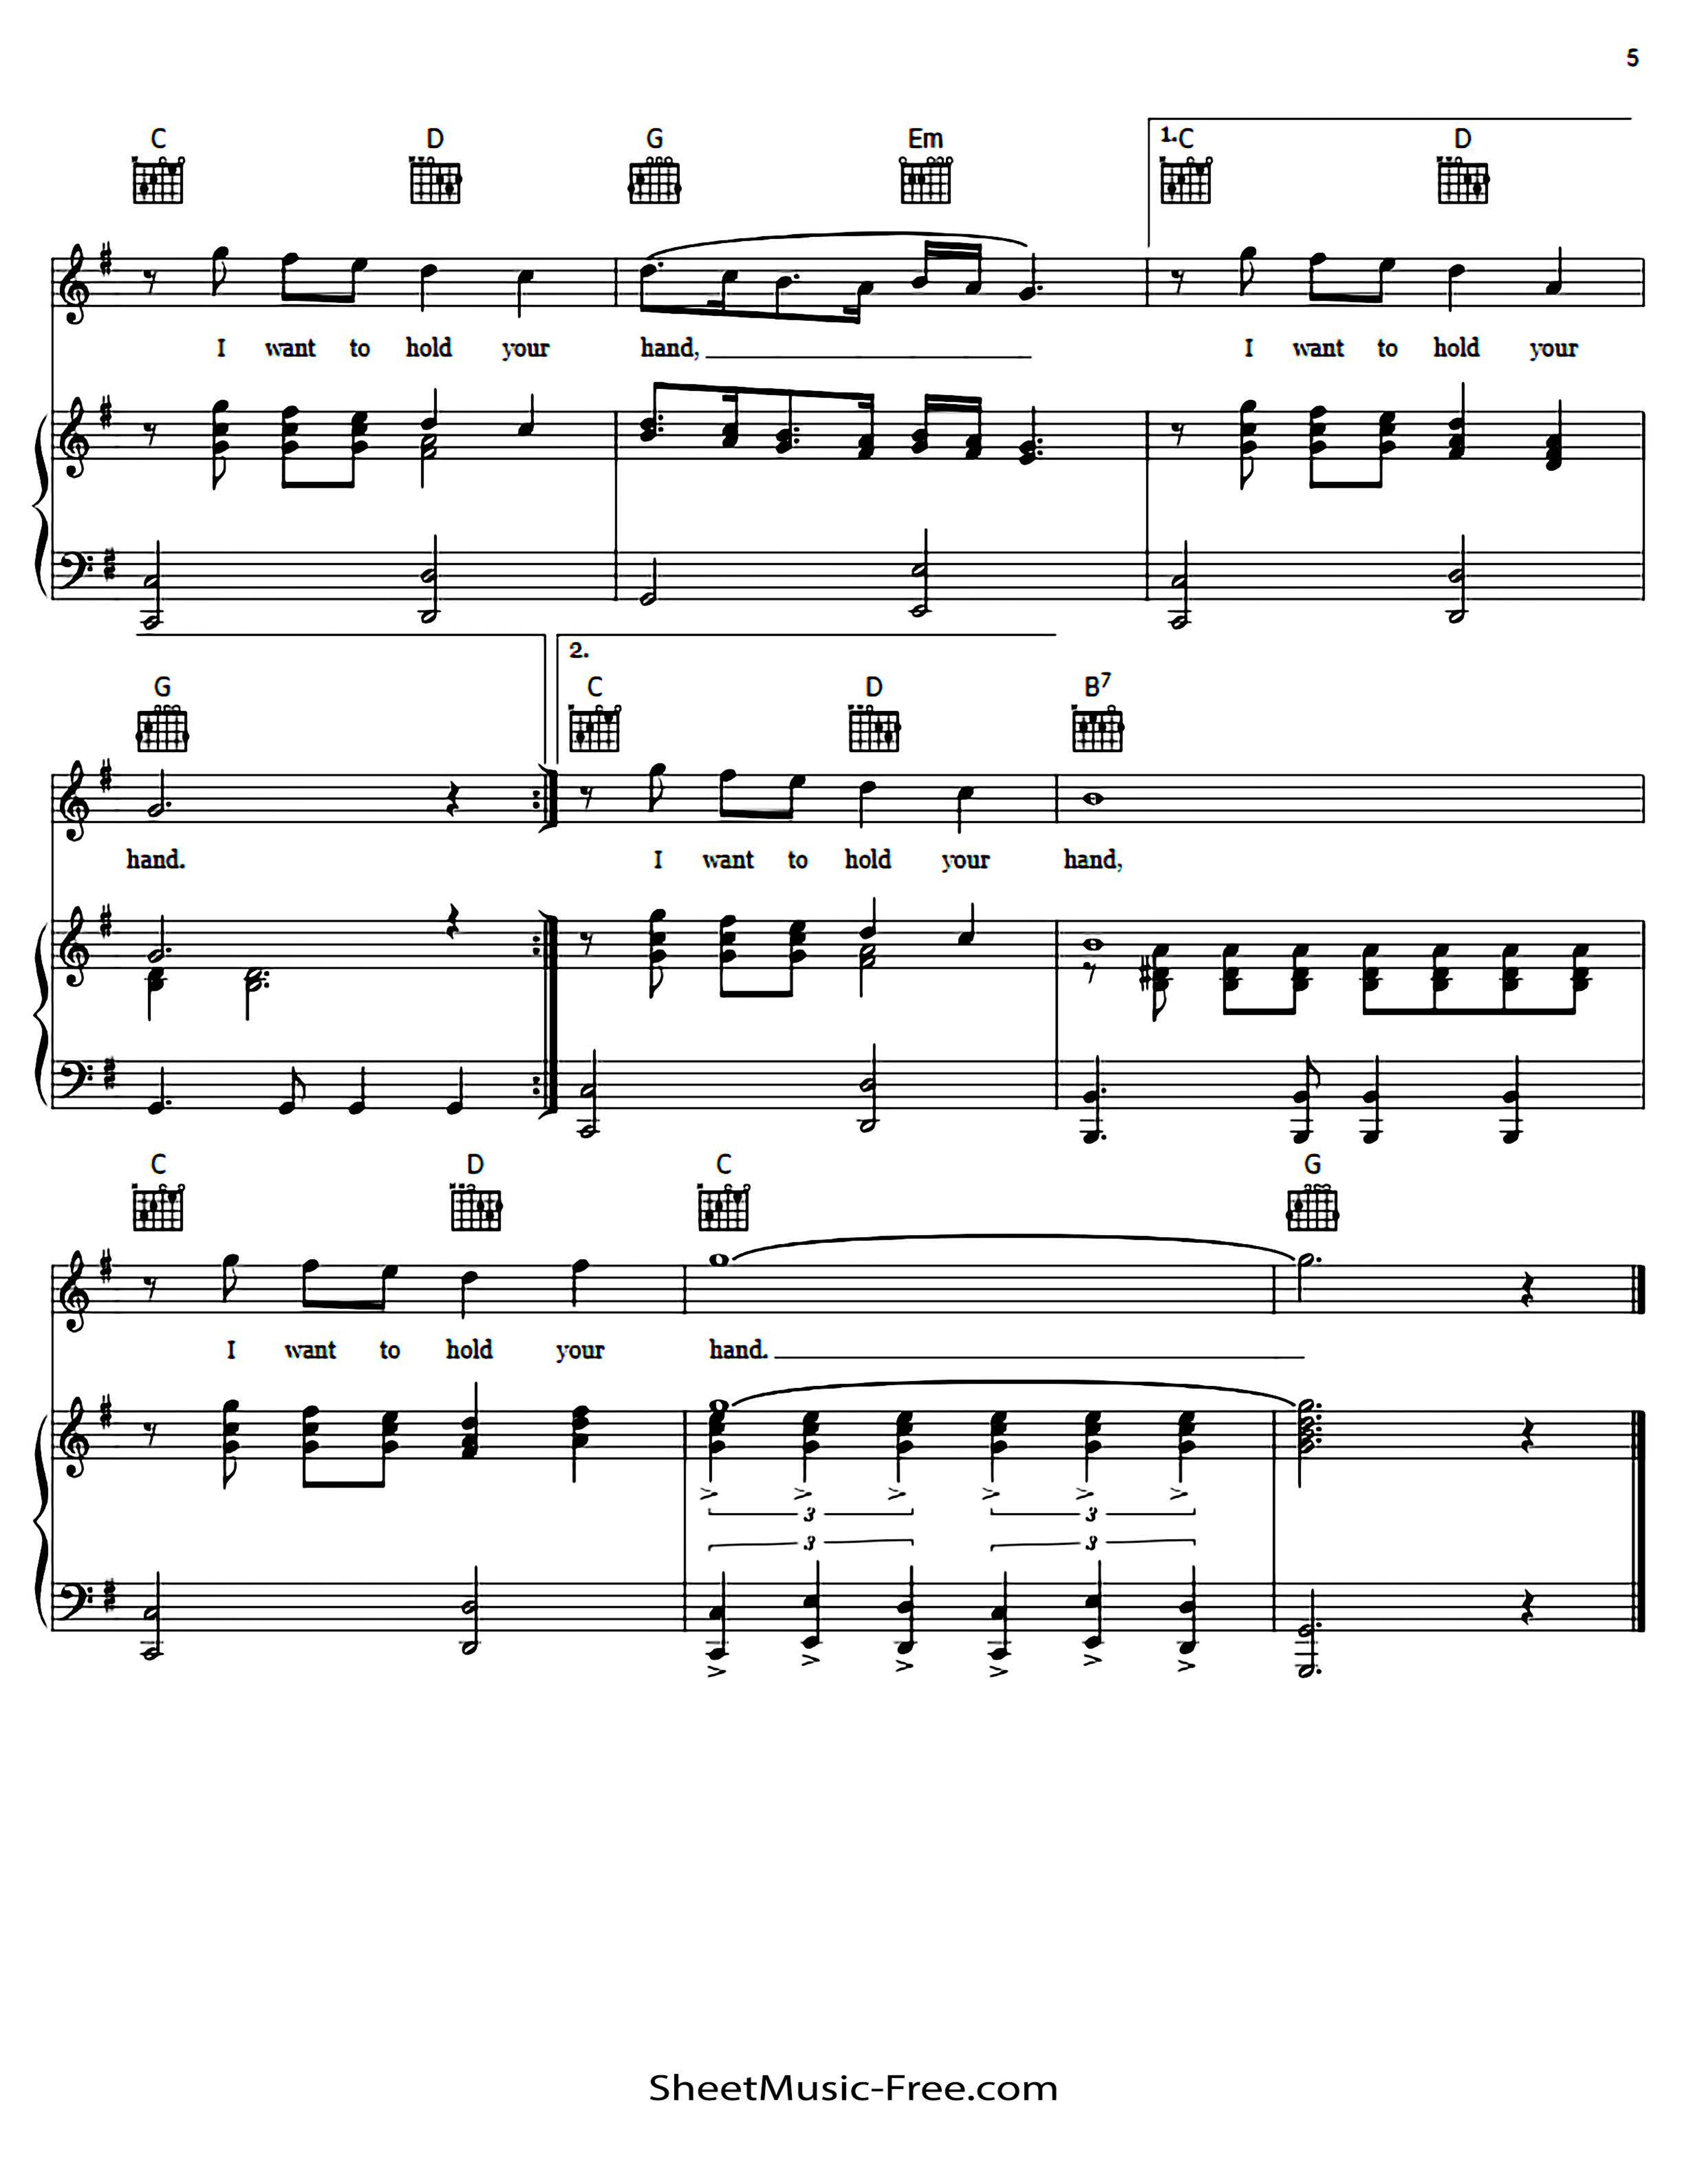 5
C D G Em 1. C D
I want to hold your hand, I want to hold your
2.
G C D B7
hand. I want to hold your hand,
C D C G
I want to hold your hand.
3 3
3 3
SheetMusic-Free.com